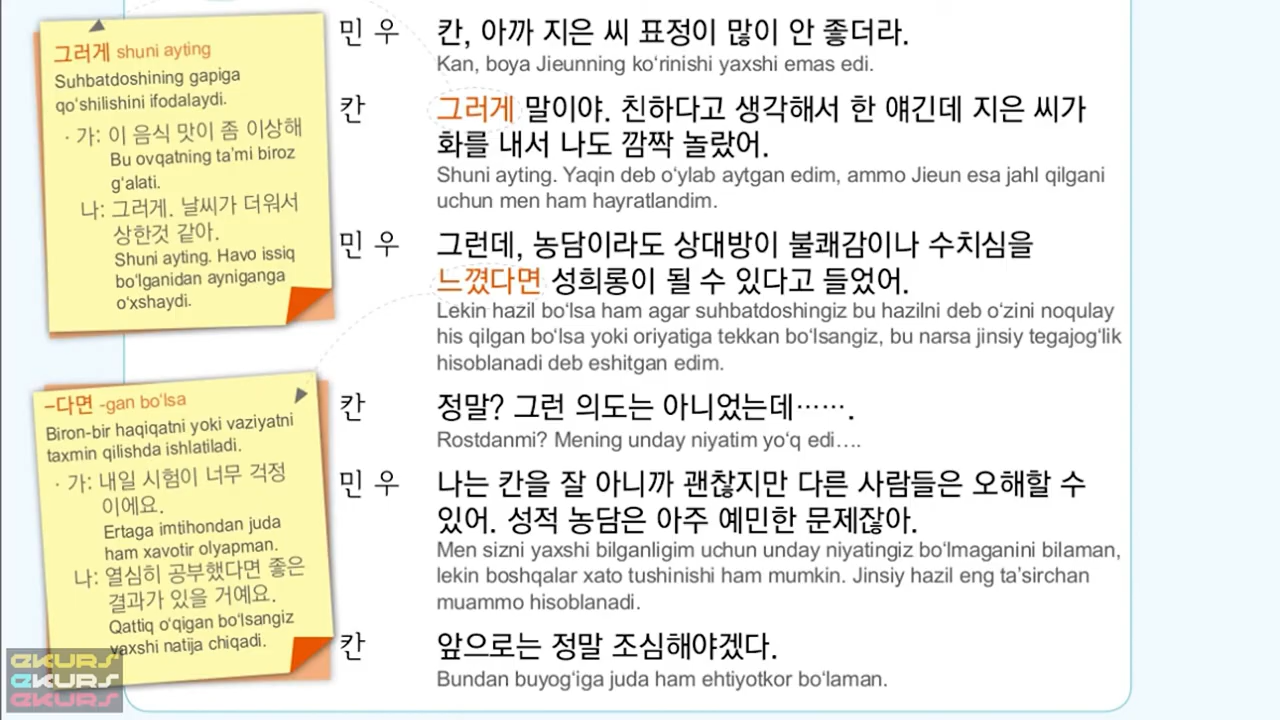 그러게 shuni ayting
Suhbatdoshining gapiga
qo‘shilishini ifodalaydi.
· 가: 이 음식 맛이 좀 이상해
Bu ovqatning ta’mi biroz
g‘alati.
나: 그러게. 날씨가 더워서
상한것 같아.
Shuni ayting. Havo issiq
bo‘lganidan ayniganga
o‘xshaydi.
-다면 -gan bo‘lsa
Biron-bir haqiqatni yoki vaziyatni
taxmin qilishda ishlatiladi.
· 가: 내일 시험이 너무 걱정
이에요.
Ertaga imtihondan juda
ham xavotir olyapman.
나: 열심히 공부했다면 좋은
결과가 있을 거예요.
Qattiq o‘qigan bo‘lsangiz
yaxshi natija chiqadi.
민 우 칸, 아까 지은 씨 표정이 많이 안 좋더라.
Kan, boya Jieunning ko‘rinishi yaxshi emas edi.
칸 그러게 말이야. 친하다고 생각해서 한 얘긴데 지은 씨가
화를 내서 나도 깜짝 놀랐어.
Shuni ayting. Yaqin deb o‘ylab aytgan edim, ammo Jieun esa jahl qilgani
uchun men ham hayratlandim.
민 우 그런데, 농담이라도 상대방이 불쾌감이나 수치심을
느꼈다면 성희롱이 될 수 있다고 들었어.
Lekin hazil bo‘lsa ham agar suhbatdoshingiz bu hazilni deb o‘zini noqulay
his qilgan bo‘lsa yoki oriyatiga tekkan bo‘lsangiz, bu narsa jinsiy tegajog‘lik
hisoblanadi deb eshitgan edim.
칸 정말? 그런 의도는 아니었는데…….
Rostdanmi? Mening unday niyatim yo‘q edi….
민 우 나는 칸을 잘 아니까 괜찮지만 다른 사람들은 오해할 수
있어. 성적 농담은 아주 예민한 문제잖아.
Men sizni yaxshi bilganligim uchun unday niyatingiz bo‘lmaganini bilaman,
lekin boshqalar xato tushinishi ham mumkin. Jinsiy hazil eng ta’sirchan
muammo hisoblanadi.
칸 앞으로는 정말 조심해야겠다.
Bundan buyog‘iga juda ham ehtiyotkor bo‘laman.
eKURS
eKURS
eKURS